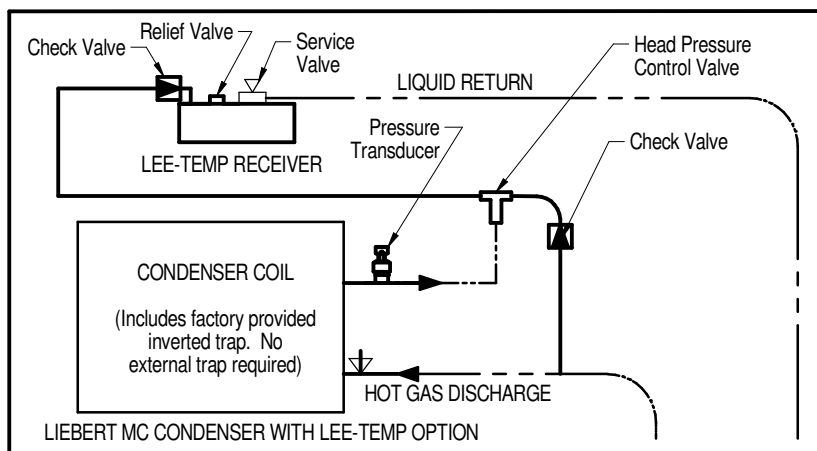 Relief Valve
Check Valve
Service
Valve
Head Pressure
Control Valve
LIQUID RETURN
Pressure
Transducer
Check Valve
LEE-TEMP RECEIVER
CONDENSER COIL
(Includes factory provided
inverted trap. No
external trap required)
HOT GAS DISCHARGE
LIEBERT MC CONDENSER WITH LEE-TEMP OPTION